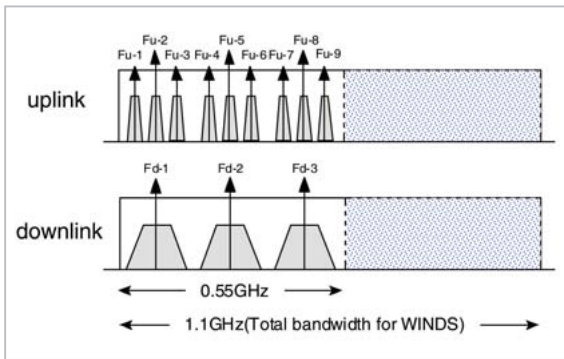 Fu-2 Fu-5 Fu-8
Fu-1 Fu-3 Fu-4 Fu-6 Fu-7 Fu-9
uplink
Fd-1 Fd-2 Fd-3
downlink
0.55GHz
1.1GHz(Total bandwidth for WINDS)